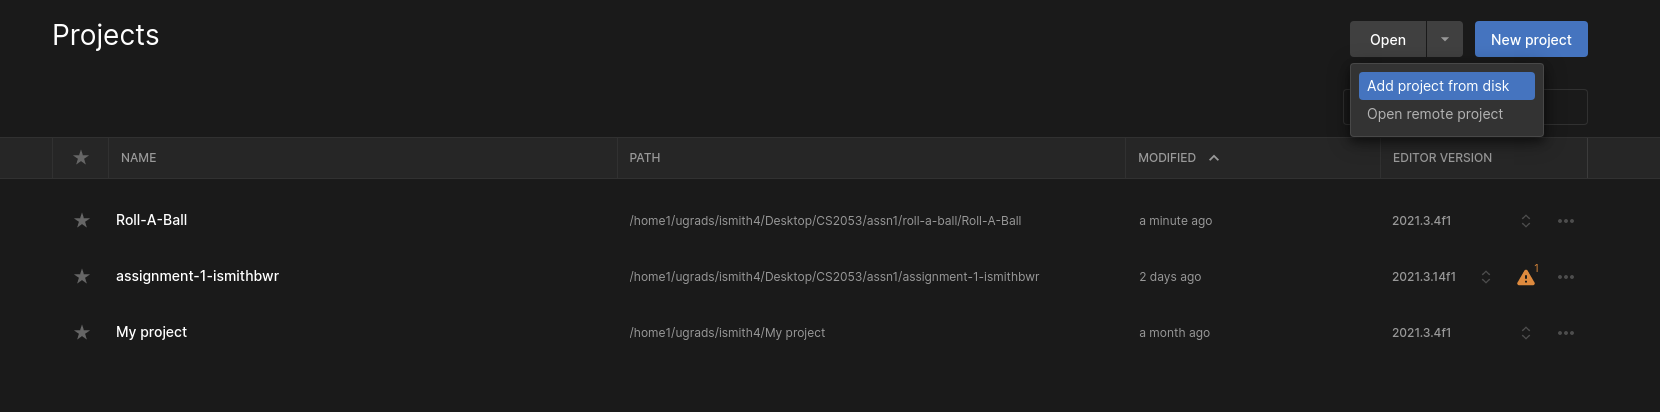 Projects
Open
New project
Add project from disk
Open remote project
NAME PATH MODIFIED EDITOR VERSION
Roll-A-Ball /home1/ugrads/ismith4/Desktop/CS2053/assn1/roll-a-ball/Roll-A-Ball a minute ago 2021.3.4f1
assignment-1-ismithbwr /home1/ugrads/ismith4/Desktop/CS2053/assn1/assignment-1-ismithbwr 2 days ago 2021.3.14f1 1
My project /home1/ugrads/ismith4/My project a month ago 2021.3.4f1